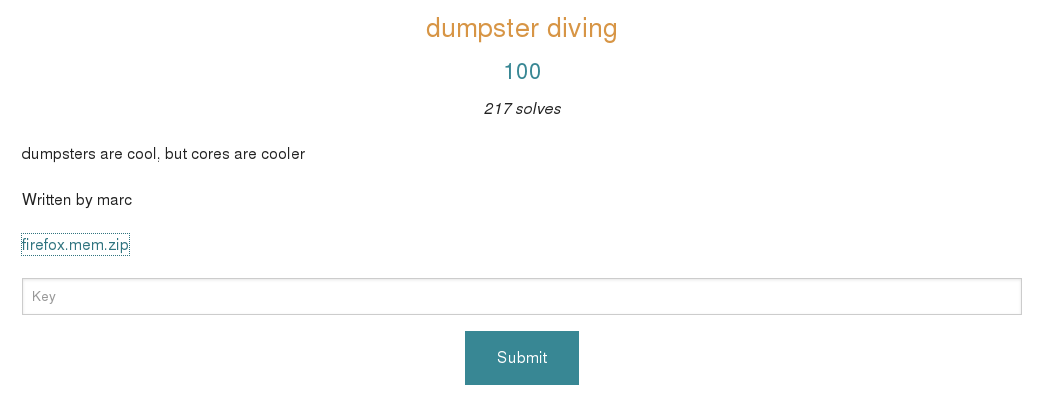 dumpster diving
100
217 solves
dumpsters are cool, but cores are cooler
Written by marc
firefox.mem.zip
Key
Submit